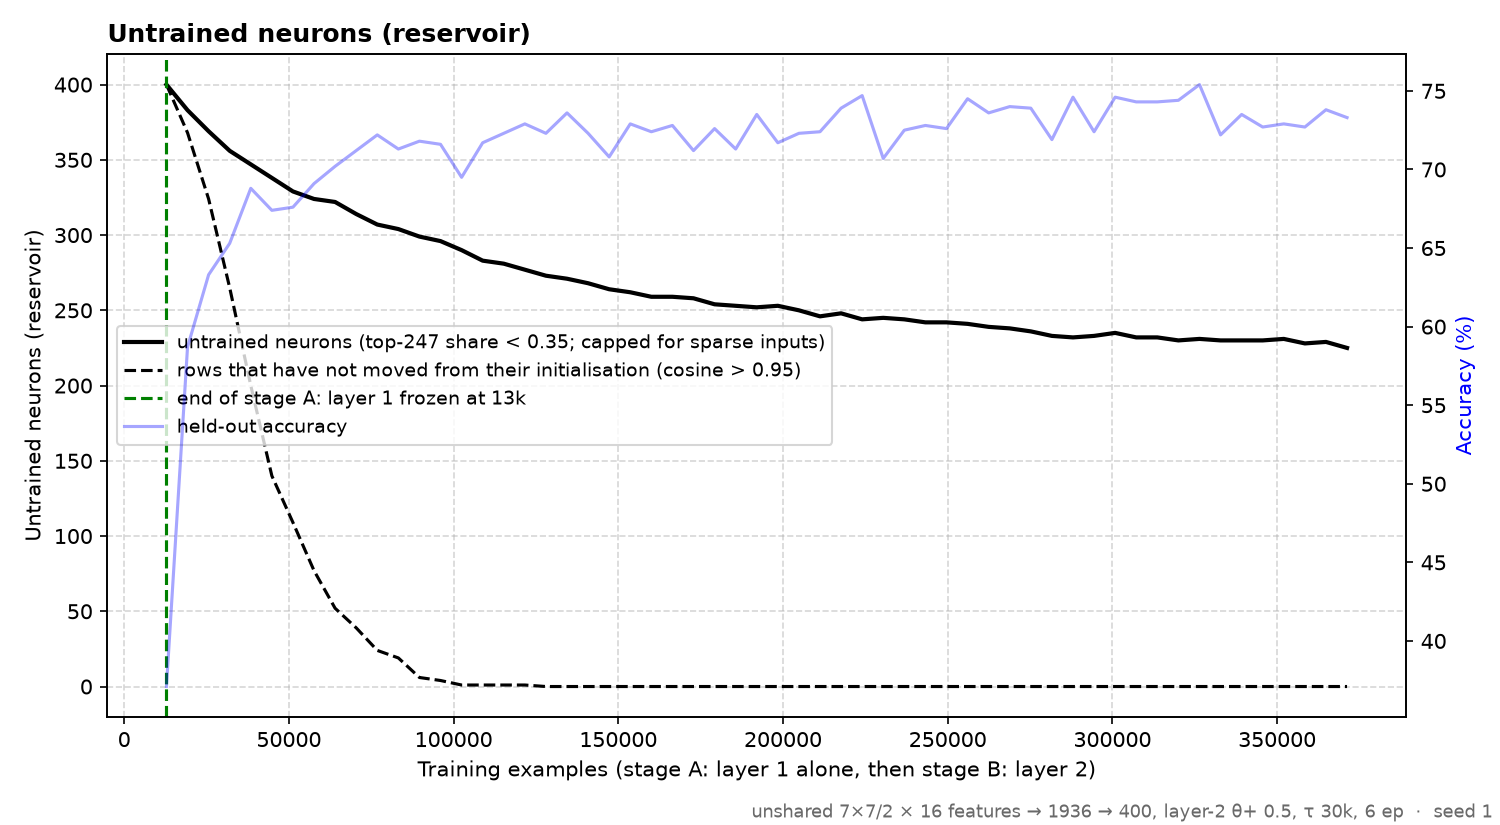 Untrained neurons (reservoir)
400
350
300
250
200
150
100
50
0
Untrained neurons (reservoir)
75
70
65
60
55
50
45
40
Accuracy (%)
untrained neurons (top-247 share < 0.35; capped for sparse inputs)
rows that have not moved from their initialisation (cosine > 0.95)
end of stage A: layer 1 frozen at 13k
held-out accuracy
0 50000 100000 150000 200000 250000 300000 350000
Training examples (stage A: layer 1 alone, then stage B: layer 2)
unshared 7×7/2 × 16 features → 1936 → 400, layer-2 θ+ 0.5, τ 30k, 6 ep · seed 1